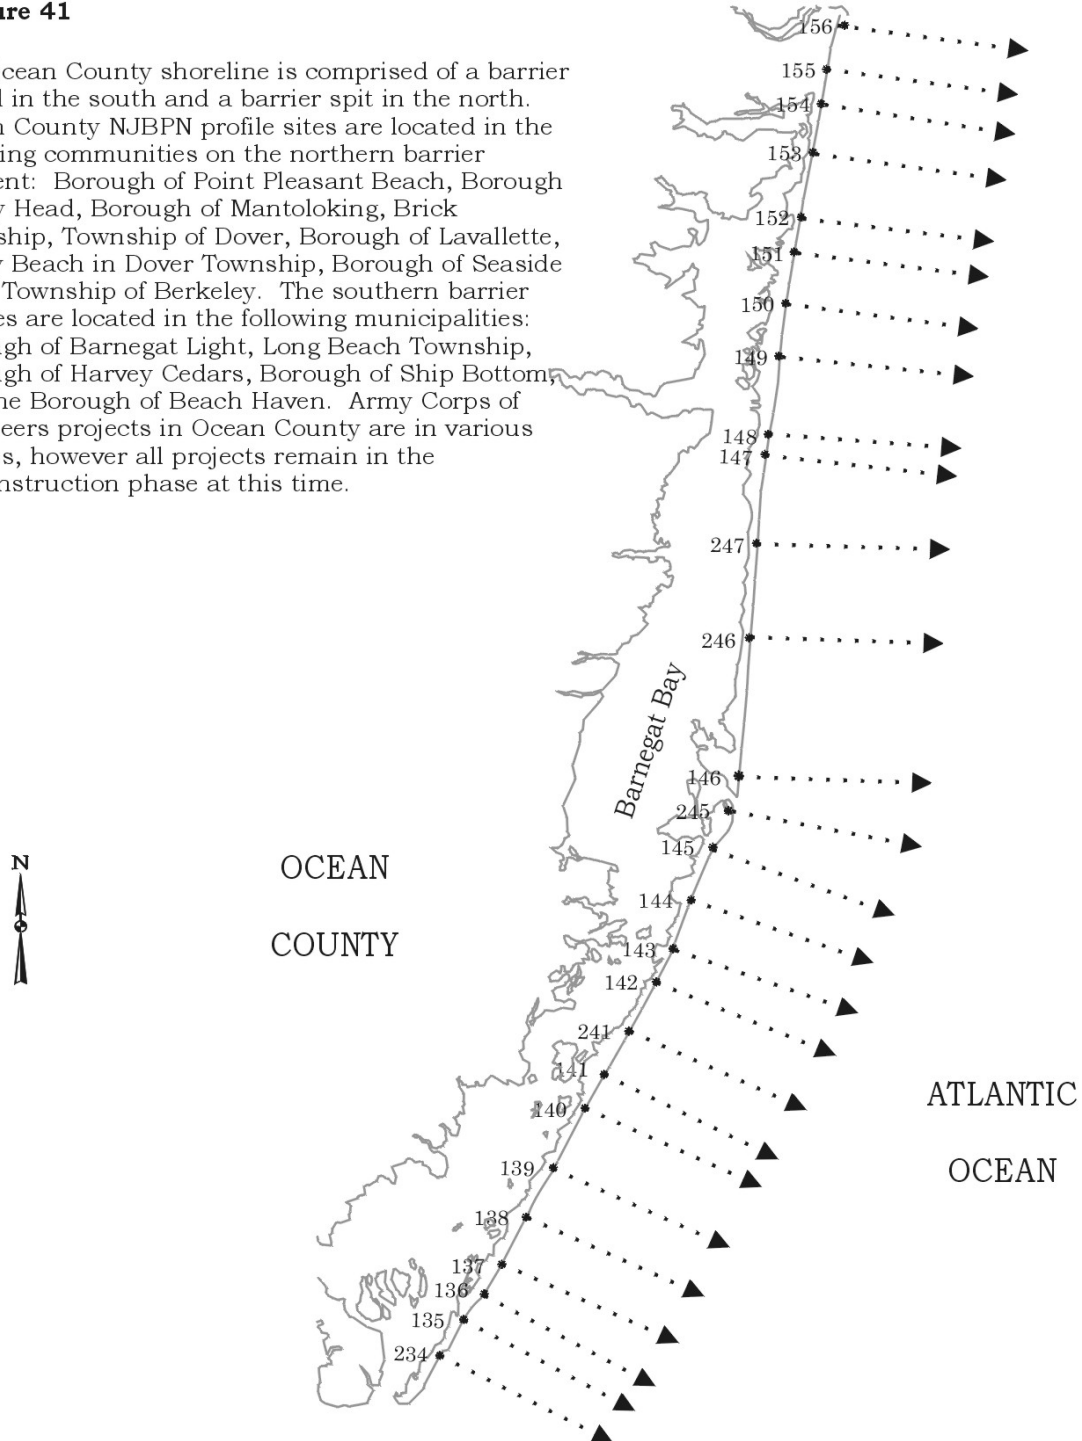 ure 41
cean County shoreline is comprised of a barrier
l in the south and a barrier spit in the north.
n County NJBPN profile sites are located in the
ing communities on the northern barrier
ent: Borough of Point Pleasant Beach, Borough
y Head, Borough of Mantoloking, Brick
ship, Township of Dover, Borough of Lavallette,
y Beach in Dover Township, Borough of Seaside
Township of Berkeley. The southern barrier
es are located in the following municipalities:
gh of Barnegat Light, Long Beach Township,
gh of Harvey Cedars, Borough of Ship Bottom,
ne Borough of Beach Haven. Army Corps of
eers projects in Ocean County are in various
s, however all projects remain in the
nstruction phase at this time.
156
155
154
153
152
151
150
149
148
147
247
246
Barnegat Bay
146
245
145
144
143
142
241
141
140
139
138
137
136
135
234
N
OCEAN
COUNTY
ATLANTIC
OCEAN